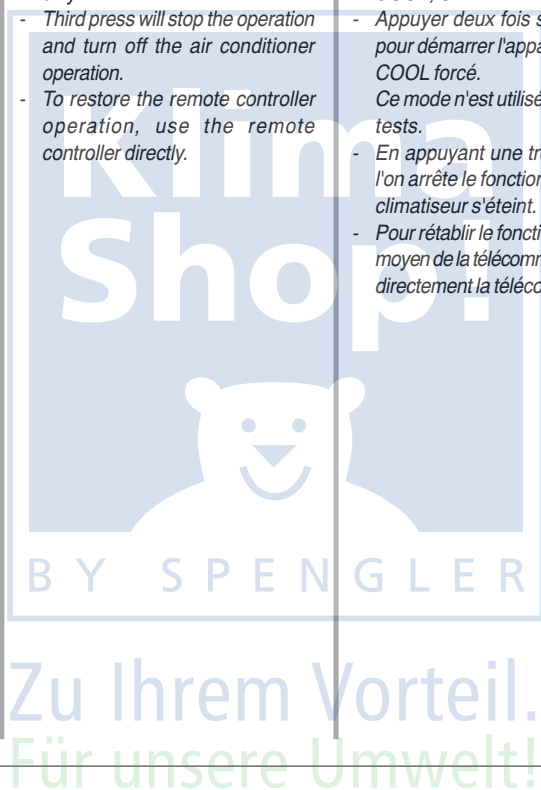 - Third press will stop the operation
and turn off the air conditioner
operation.
- To restore the remote controller
operation, use the remote
controller directly.
- Appuyer deux fois
pour démarrer l'appa
COOL forcé.
Ce mode n'est utilisé
tests.
- En appuyant une
l'on arrête le fonction
climatiseur s'éteint.
- Pour rétablir le foncti
moyen de la télécomm
directement la téléco
Klima
Shop!
BY SPENGLER
Zu Ihrem Vorteil.
Für unsere Umwelt!